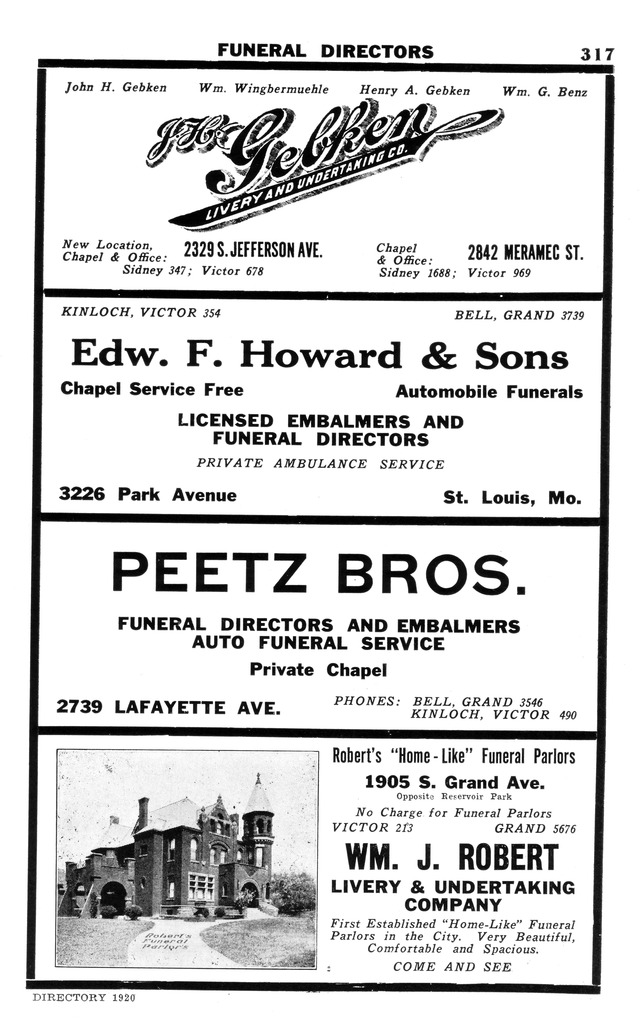 FUNERAL DIRECTORS 317
John H. Gebken Wm. Wingbermuehle Henry A. Gebken Wm. G. Benz
J. H. Gebken
LIVERY AND UNDERTAKING CO.
New Location,
Chapel & Office: 2329 S. JEFFERSON AVE.
Sidney 347; Victor 678
Chapel
& Office: 2842 MERAMEC ST.
Sidney 1688; Victor 969
KINLOCH, VICTOR 354 BELL, GRAND 3739
Edw. F. Howard & Sons
Chapel Service Free Automobile Funerals
LICENSED EMBALMERS AND
FUNERAL DIRECTORS
PRIVATE AMBULANCE SERVICE
3226 Park Avenue St. Louis, Mo.
PEETZ BROS.
FUNERAL DIRECTORS AND EMBALMERS
AUTO FUNERAL SERVICE
Private Chapel
2739 LAFAYETTE AVE. PHONES: BELL, GRAND 3546
KINLOCH, VICTOR 490
Robert's
Funeral
Parlors
Robert's "Home-Like" Funeral Parlors
1905 S. Grand Ave.
Opposite Reservoir Park
No Charge for Funeral Parlors
VICTOR 213 GRAND 5676
WM. J. ROBERT
LIVERY & UNDERTAKING
COMPANY
First Established "Home-Like" Funeral
Parlors in the City. Very Beautiful,
Comfortable and Spacious.
COME AND SEE
DIRECTORY 1920